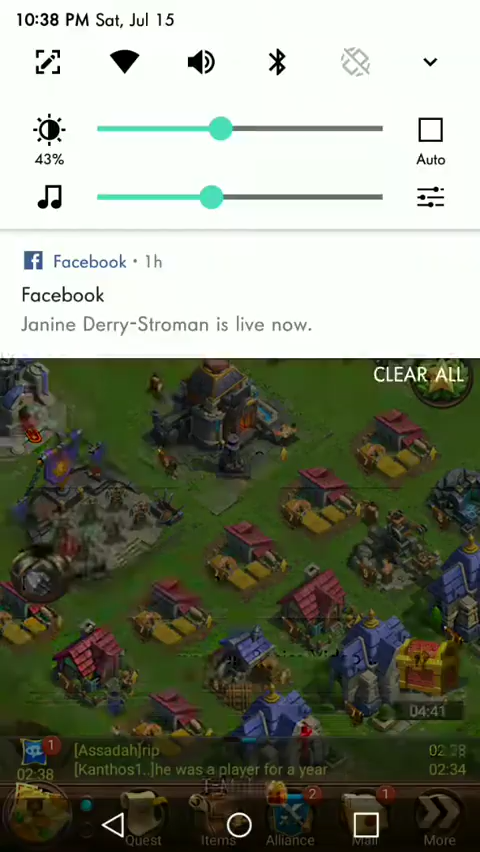 10:38 PM Sat, Jul 15
43%
Auto
Facebook • 1h
Facebook
Janine Derry-Stroman is live now.
CLEAR ALL
04:41
1
[Assadah]rip 02:38
02:38 [Kanthos1..]he was a player for a year 02:34
2
1
Quest Items Alliance Mail More